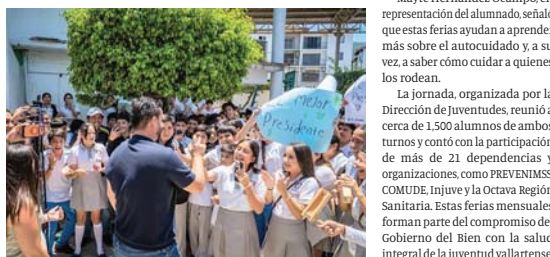 Mejor
Presidente
Mayte Hernández Ocampo, e
representación del alumnado, señaló
que estas ferias ayudan a aprender
más sobre el autocuidado y, a su
vez, a saber cómo cuidar a quienes
los rodean.
La jornada, organizada por la
Dirección de Juventudes, reunió a
cerca de 1,500 alumnos de ambos
turnos y contó con la participación
de más de 21 dependencias y
organizaciones, como PREVENIMSS,
COMUDE, Injuve y la Octava Región
Sanitaria. Estas ferias mensuales
forman parte del compromiso del
Gobierno del Bien con la salud
integral de la juventud vallartense.